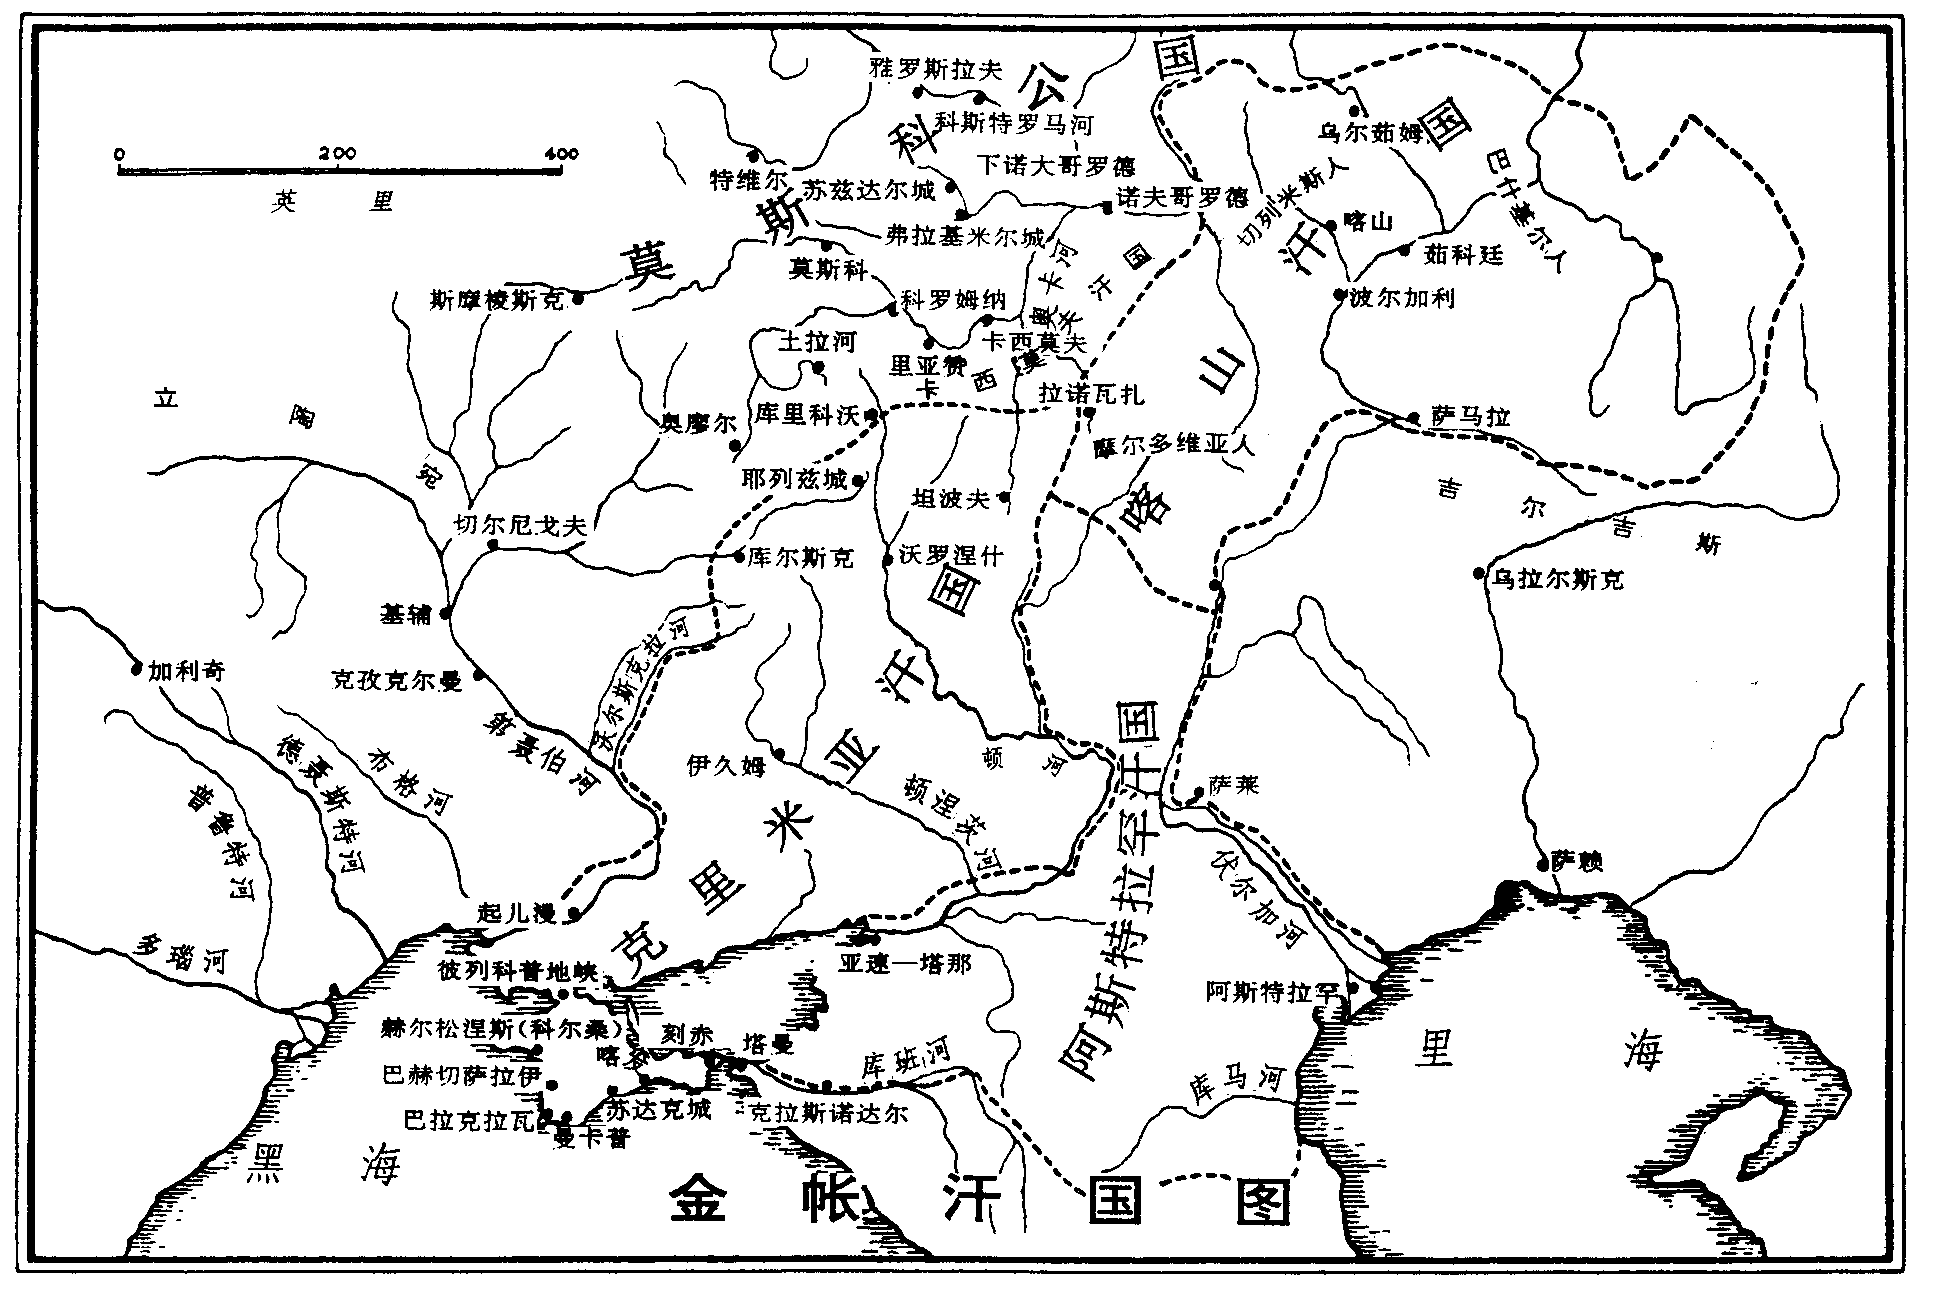 雅罗斯拉夫
科斯特罗马河
莫斯科公国
0 200 400
英里
特维尔
苏兹达尔城
下诺大哥罗德
诺夫哥罗德
弗拉基米尔城
莫斯科
斯摩棱斯克
科罗姆纳
奥卡河
卡西莫夫汗国
土拉河
里亚赞
卡西莫夫
乌尔茹姆
切列米斯人
喀山
茹科廷
波尔加利
巴什基尔人
喀山汗国
立陶宛
奥廖尔
库里科沃
拉诺瓦扎
摩尔多维亚人
萨马拉
耶列兹城
坦波夫
切尔尼戈夫
库尔斯克
沃罗涅什
吉尔吉斯
乌拉尔斯克
基辅
加利奇
克孜克尔曼
沃尔斯克拉河
第聂伯河
德聂斯特河
布格河
普鲁特河
伊久姆
顿河
顿涅茨河
克里米亚汗国
萨莱
伏尔加河
阿斯特拉罕汗国
萨赖
起儿漫
多瑙河
彼列科普地峡
亚速—塔那
阿斯特拉罕
赫尔松涅斯(科尔桑)
刻赤
塔曼
库班河
库马河
里海
巴赫切萨拉伊
巴拉克拉瓦
苏达克城
曼卡普
克拉斯诺达尔
黑海
金帐汗国图